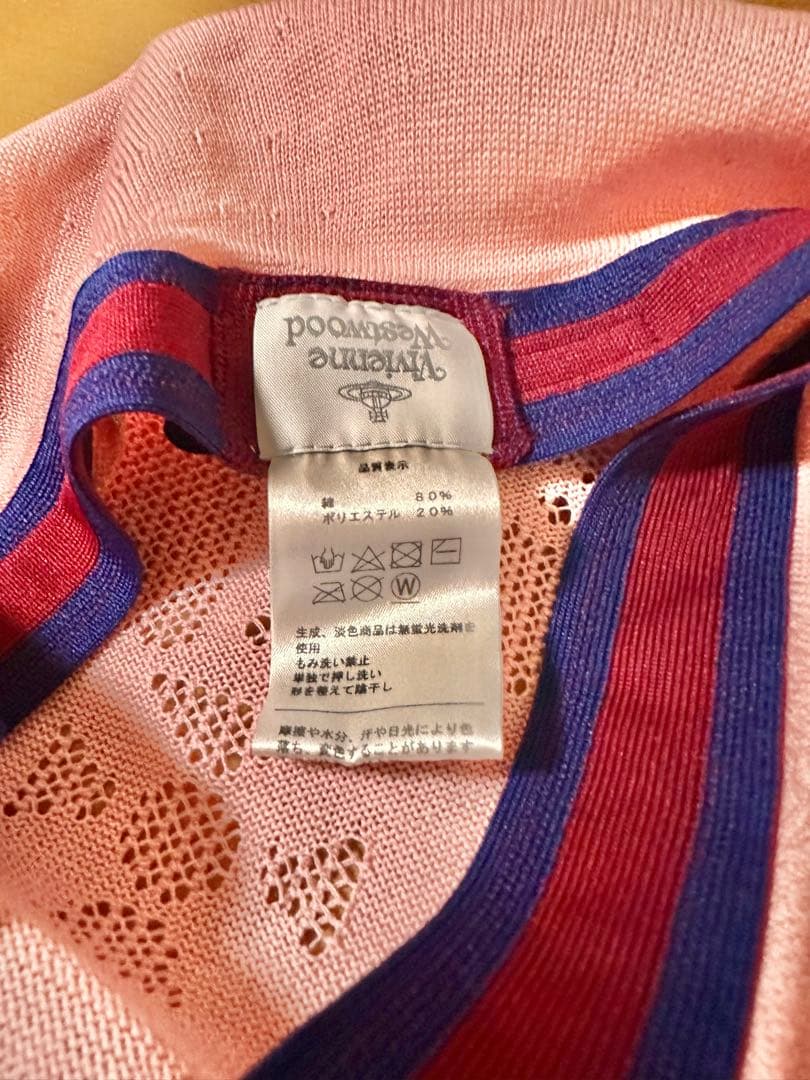 Vivienne
Westwood
品質表示
綿 80%
ポリエステル 20%
W
生成、淡色商品は無蛍光洗剤を
使用
もみ洗い禁止
単独で押し洗い
形を整えて陰干し
摩擦や水分、汗や日光により色
落ち、変色することがあります